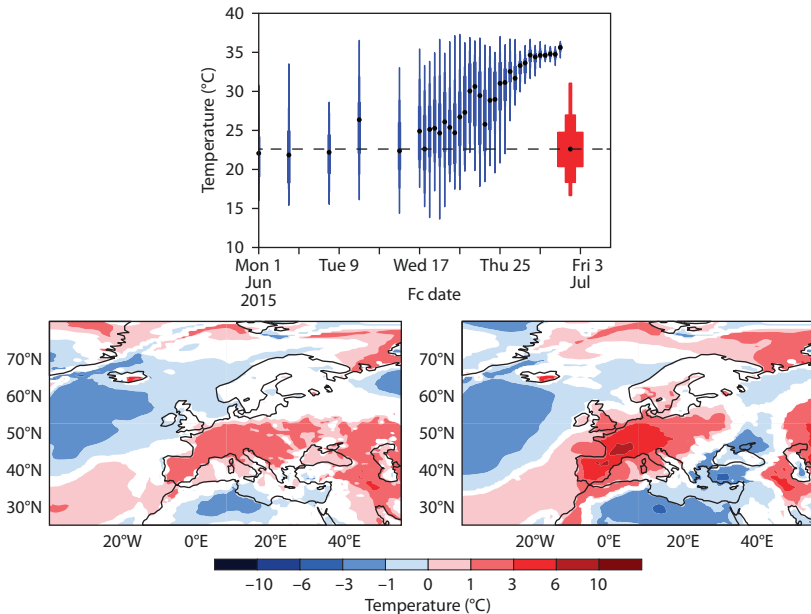 40
35
30
25
20
15
10
Temperature (°C)
Mon 1 Tue 9 Wed 17 Thu 25 Fri 3
Jun Jul
2015
Fc date
70°N 70°N
60°N 60°N
50°N 50°N
40°N 40°N
30°N 30°N
20°W 0°E 20°E 40°E 20°W 0°E 20°E 40°E
−10 −6 −3 −1 0 1 3 6 10
Temperature (°C)